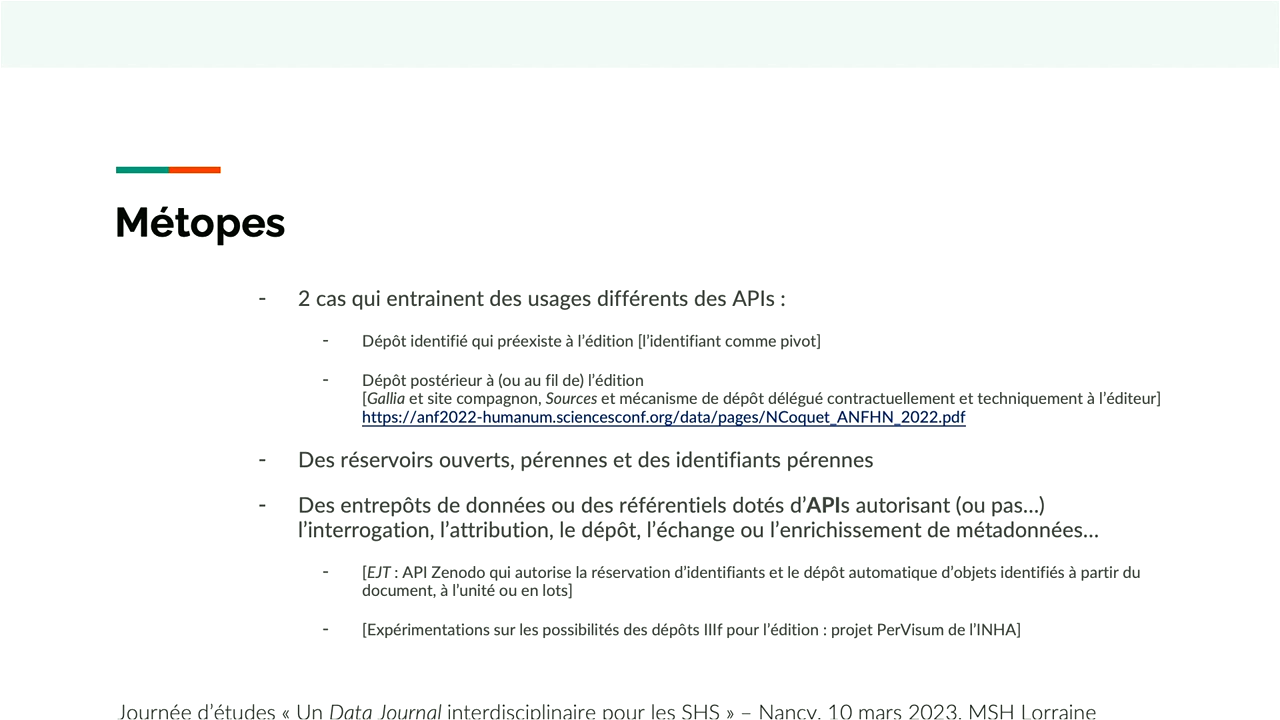 Métopes
- 2 cas qui entrainent des usages différents des APIs :
- Dépôt identifié qui préexiste à l’édition [l’identifiant comme pivot]
- Dépôt postérieur à (ou au fil de) l’édition
[Gallia et site compagnon, Sources et mécanisme de dépôt délégué contractuellement et techniquement à l’éditeur]
https://anf2022-humanum.sciencesconf.org/data/pages/NCoquet_ANFHN_2022.pdf
- Des réservoirs ouverts, pérennes et des identifiants pérennes
- Des entrepôts de données ou des référentiels dotés d’APIs autorisant (ou pas…)
l’interrogation, l’attribution, le dépôt, l’échange ou l’enrichissement de métadonnées…
- [EJT : API Zenodo qui autorise la réservation d’identifiants et le dépôt automatique d’objets identifiés à partir du
document, à l’unité ou en lots]
- [Expérimentations sur les possibilités des dépôts IIIf pour l’édition : projet PerVisum de l’INHA]
Journée d’études « Un Data Journal interdisciplinaire pour les SHS » – Nancy, 10 mars 2023, MSH Lorraine